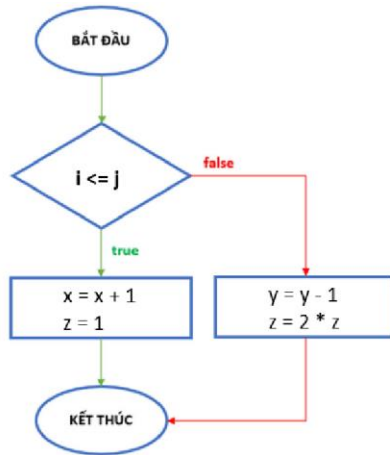 BẮT ĐẦU
i <= j
false
true
x = x + 1
z = 1
y = y - 1
z = 2 * z
KẾT THÚC